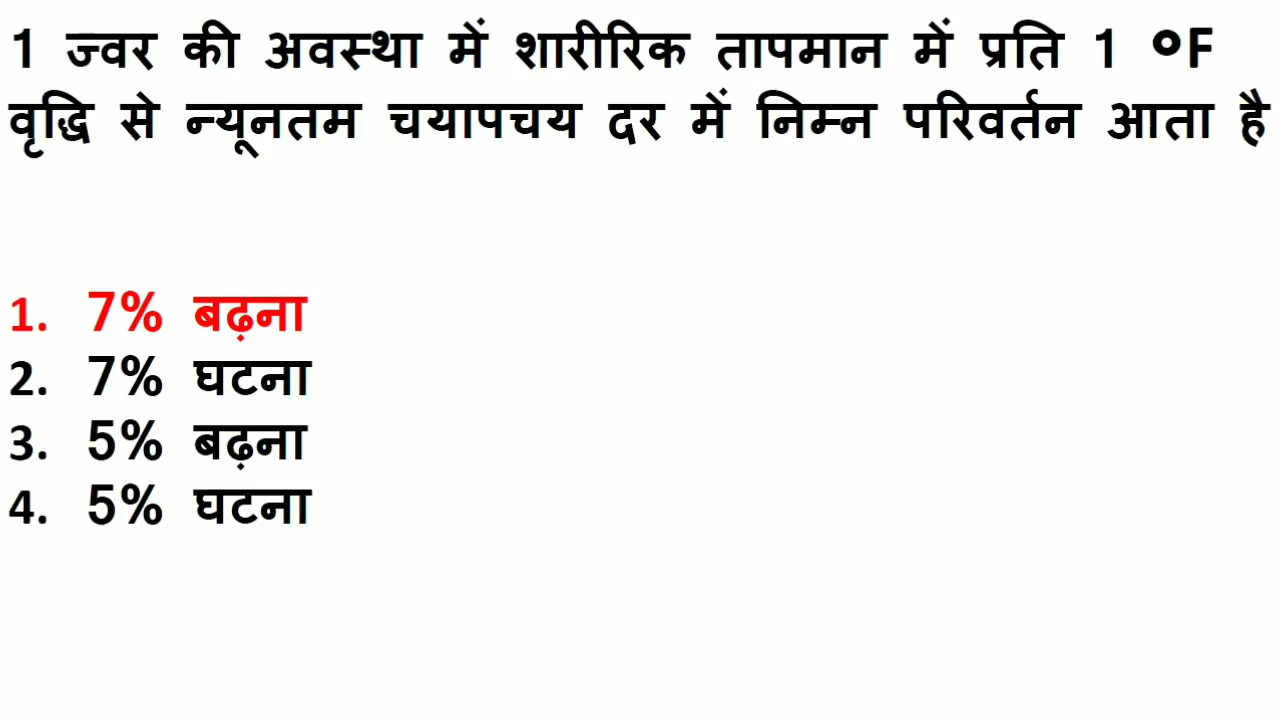 1 ज्वर की अवस्था में शारीरिक तापमान में प्रति 1 ⁰F
वृद्धि से न्यूनतम चयापचय दर में निम्न परिवर्तन आता है
1. 7% बढ़ना
2. 7% घटना
3. 5% बढ़ना
4. 5% घटना